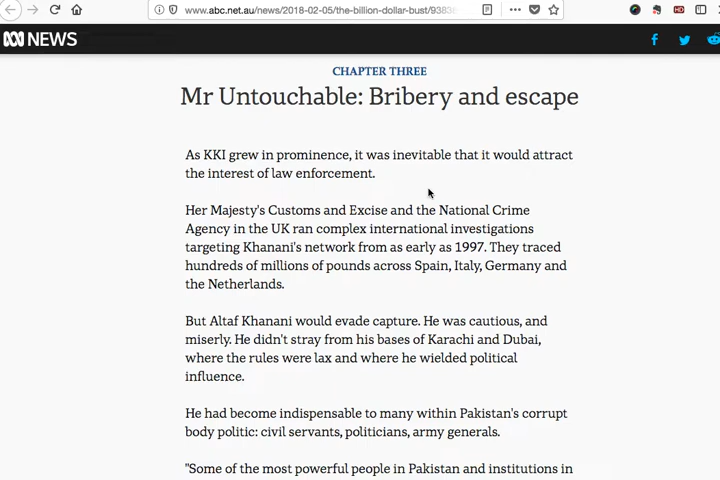 www.abc.net.au/news/2018-02-05/the-billion-dollar-bust/9383
NEWS
CHAPTER THREE
Mr Untouchable: Bribery and escape
As KKI grew in prominence, it was inevitable that it would attract
the interest of law enforcement.
Her Majesty's Customs and Excise and the National Crime
Agency in the UK ran complex international investigations
targeting Khanani's network from as early as 1997. They traced
hundreds of millions of pounds across Spain, Italy, Germany and
the Netherlands.
But Altaf Khanani would evade capture. He was cautious, and
miserly. He didn't stray from his bases of Karachi and Dubai,
where the rules were lax and where he wielded political
influence.
He had become indispensable to many within Pakistan's corrupt
body politic: civil servants, politicians, army generals.
"Some of the most powerful people in Pakistan and institutions in